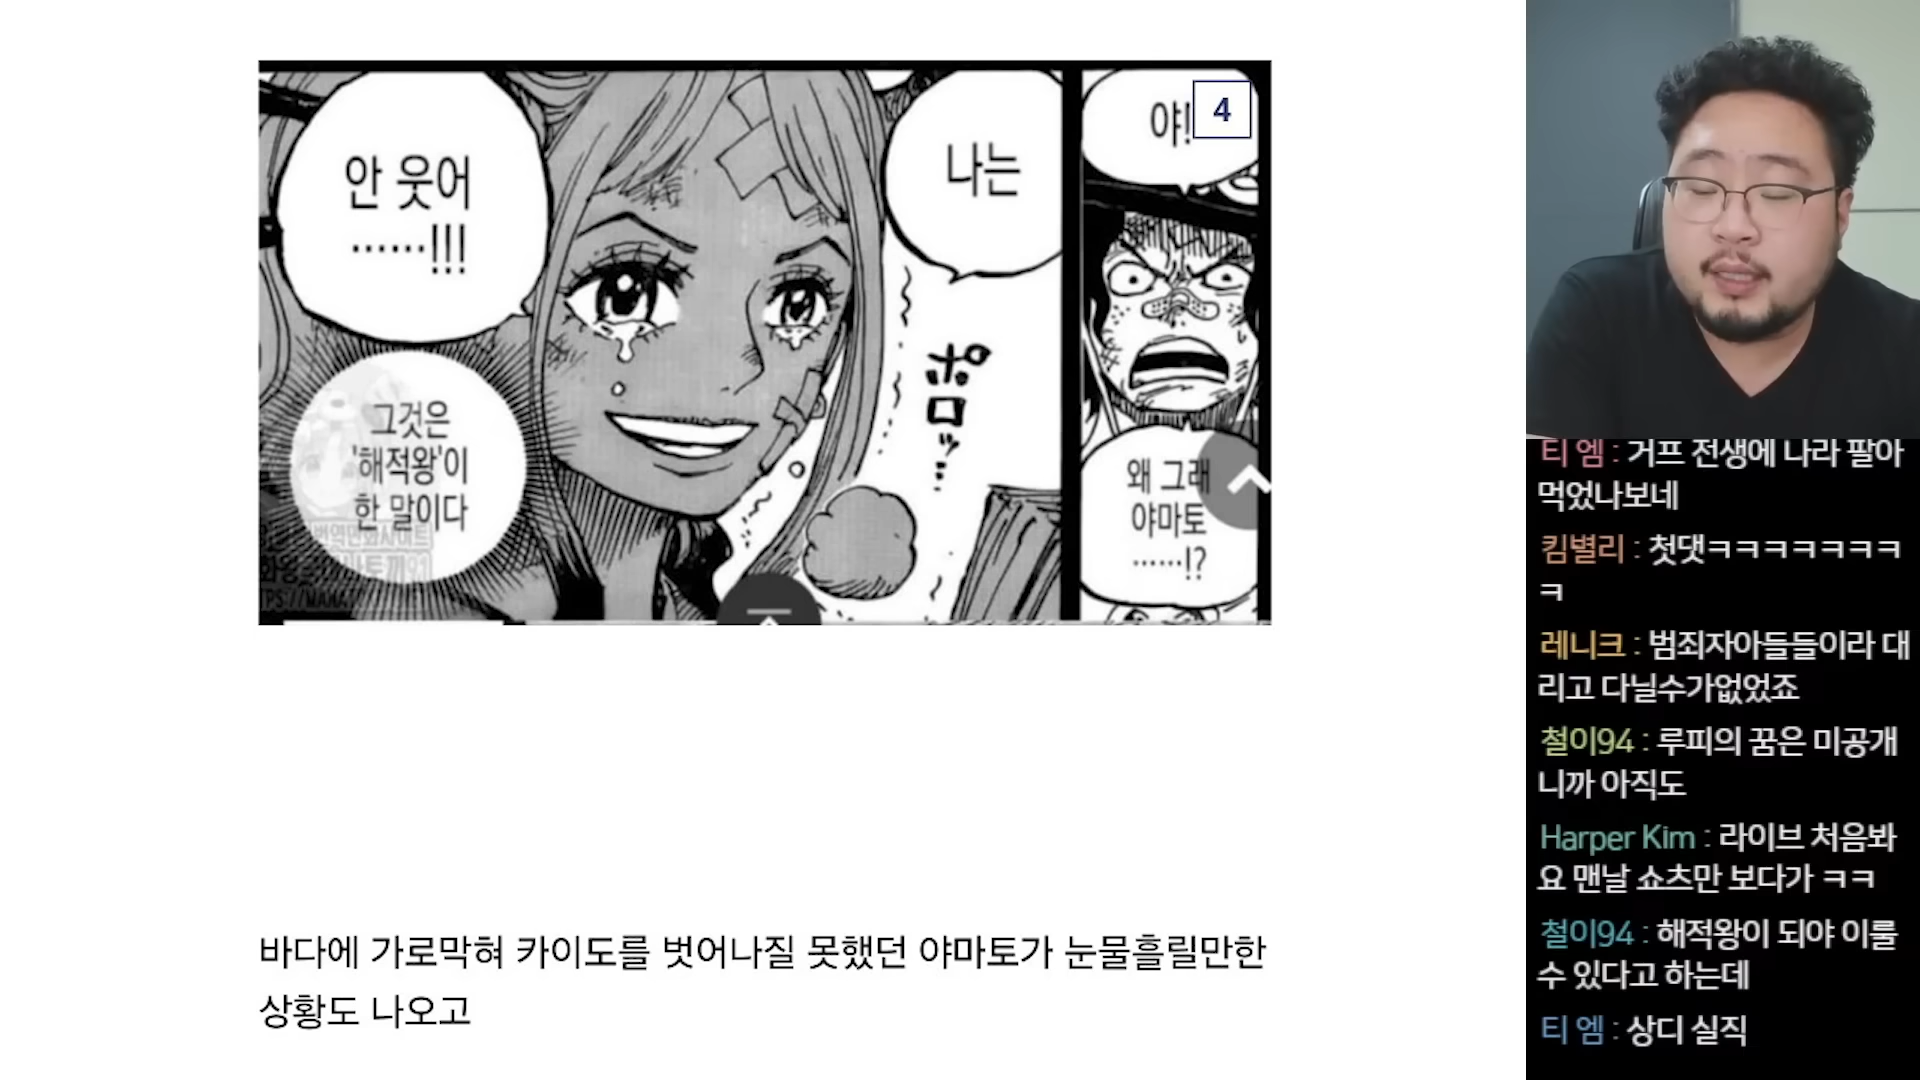 야!
4
나는
안 웃어
……!!!
그것은
'해적왕'이
한 말이다
ポロッ…
왜 그래
야마토
……!?
바다에 가로막혀 카이도를 벗어나질 못했던 야마토가 눈물흘릴만한
상황도 나오고
티 엠 : 거프 전생에 나라 팔아
먹었나보네
킴별리 : 첫댓ㅋㅋㅋㅋㅋㅋㅋ
ㅋ
레니크 : 범죄자아들들이라 대
리고 다닐수가없었죠
철이94 : 루피의 꿈은 미공개
니까 아직도
Harper Kim : 라이브 처음봐
요 맨날 쇼츠만 보다가 ㅋㅋ
철이94 : 해적왕이 되야 이룰
수 있다고 하는데
티 엠 : 상디 실직